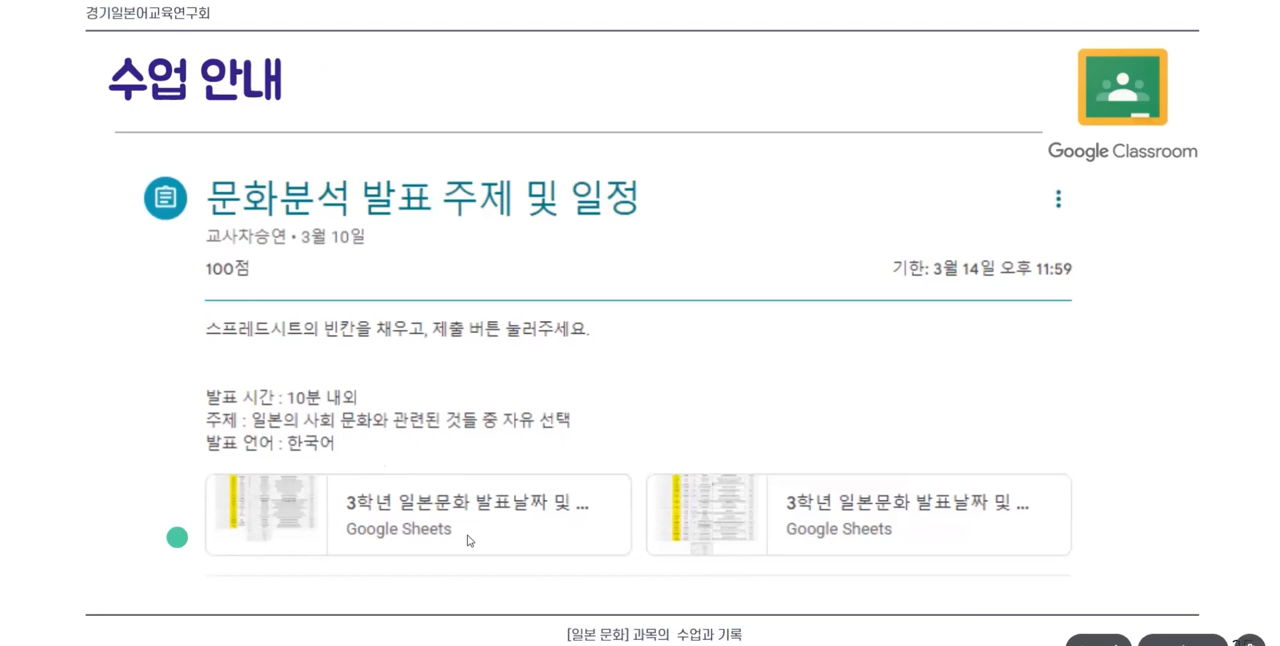 경기일본어교육연구회
수업 안내
Google Classroom
문화분석 발표 주제 및 일정
교사차승연 • 3월 10일
100점
기한: 3월 14일 오후 11:59
스프레드시트의 빈칸을 채우고, 제출 버튼 눌러주세요.
발표 시간 : 10분 내외
주제 : 일본의 사회 문화와 관련된 것들 중 자유 선택
발표 언어 : 한국어
3학년 일본문화 발표날짜 및 ...
Google Sheets
3학년 일본문화 발표날짜 및 ...
Google Sheets
[일본 문화] 과목의 수업과 기록